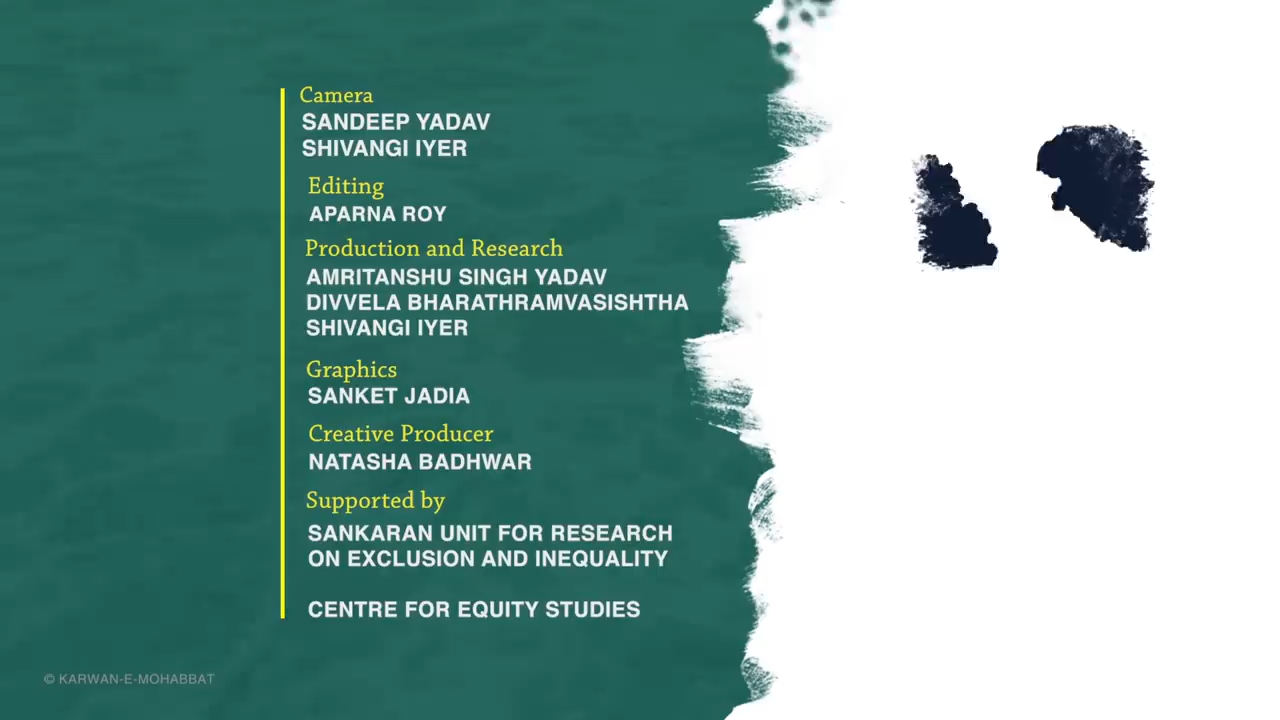 Camera
SANDEEP YADAV
SHIVANGI IYER
Editing
APARNA ROY
Production and Research
AMRITANSHU SINGH YADAV
DIVVELA BHARATHRAMVASISHTHA
SHIVANGI IYER
Graphics
SANKET JADIA
Creative Producer
NATASHA BADHWAR
Supported by
SANKARAN UNIT FOR RESEARCH
ON EXCLUSION AND INEQUALITY
CENTRE FOR EQUITY STUDIES
© KARWAN-E-MOHABBAT